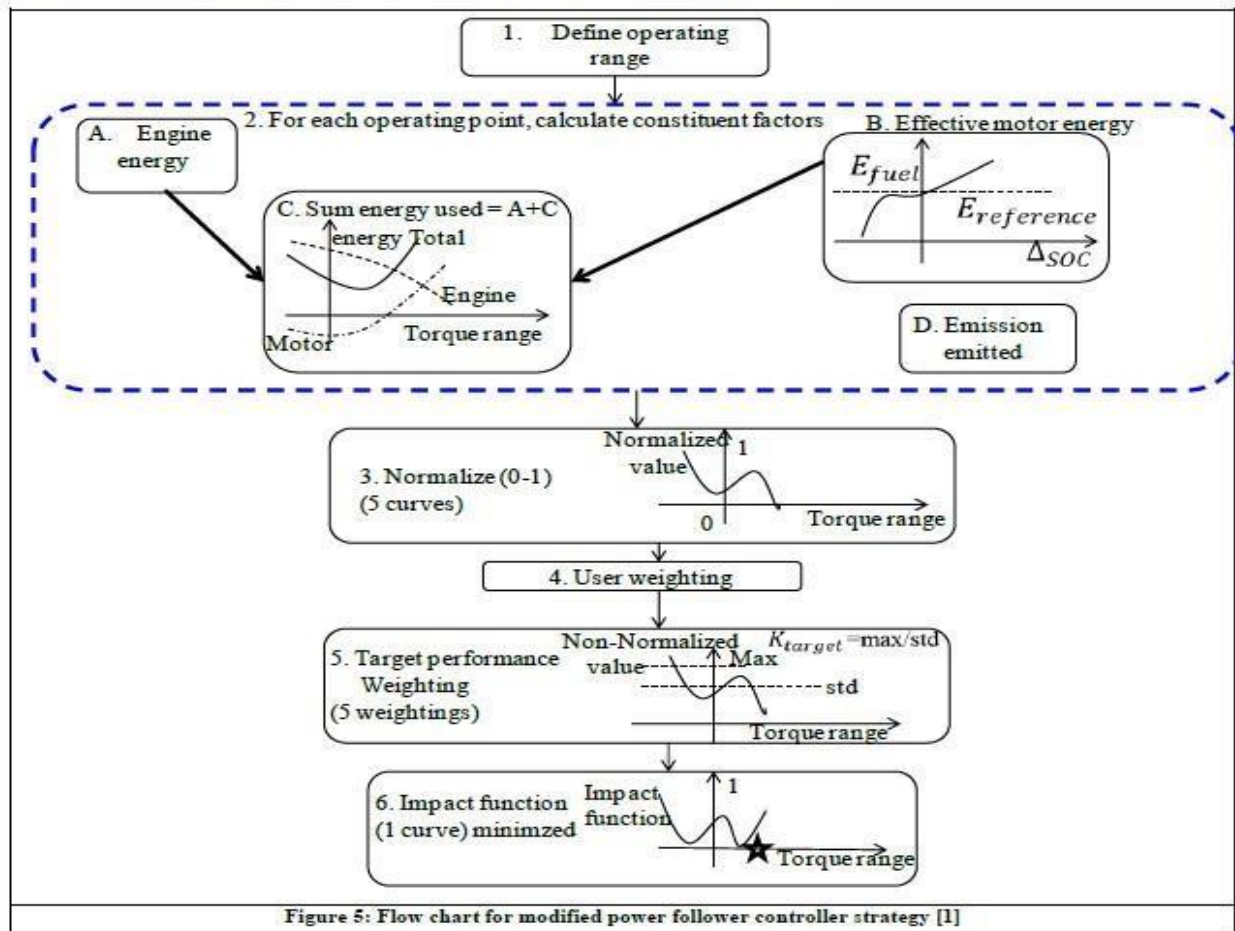 1. Define operating
range
2. For each operating point, calculate constituent factors
A. Engine
energy
B. Effective motor energy
E_fuel
E_reference
Δ_SOC
C. Sum energy used = A+C
energy Total
Engine
Torque range
Motor
D. Emission
emitted
3. Normalize (0-1)
(5 curves)
Normalized
value
1
0
Torque range
4. User weighting
5. Target performance
Weighting
(5 weightings)
Non-Normalized
value
K_target =max/std
Max
std
Torque range
6. Impact function
(1 curve) minimzed
Impact
function
1
Torque range
Figure 5: Flow chart for modified power follower controller strategy [1]